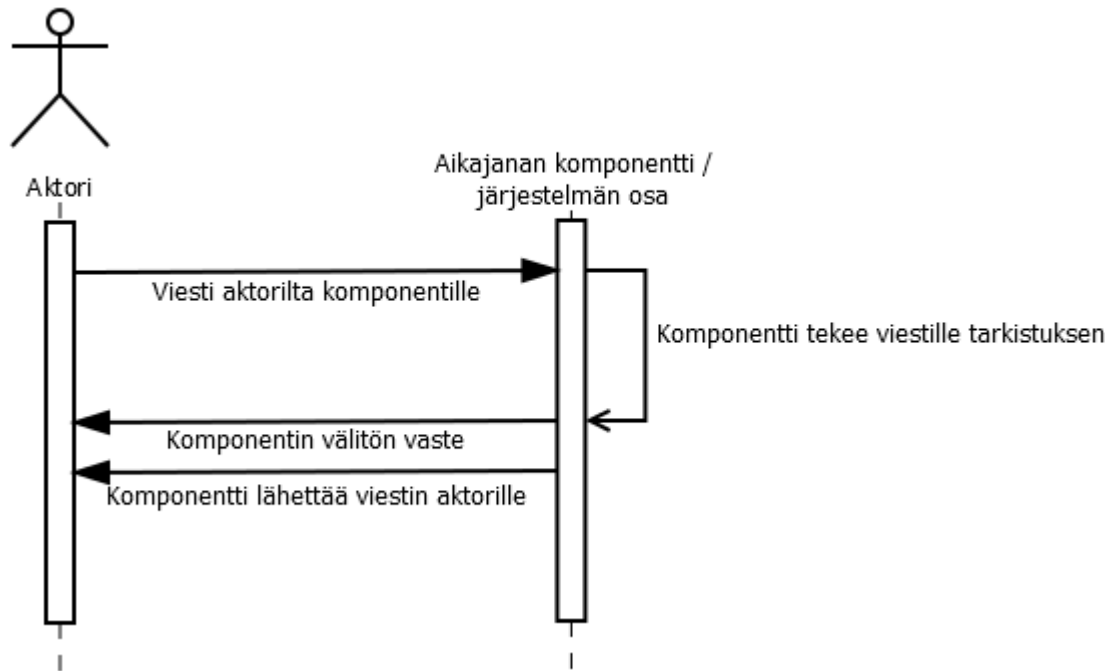 Aktori
Aikajanan komponentti /
järjestelmän osa
Viesti aktorilta komponentille
Komponentti tekee viestille tarkistuksen
Komponentin välitön vaste
Komponentti lähettää viestin aktorille